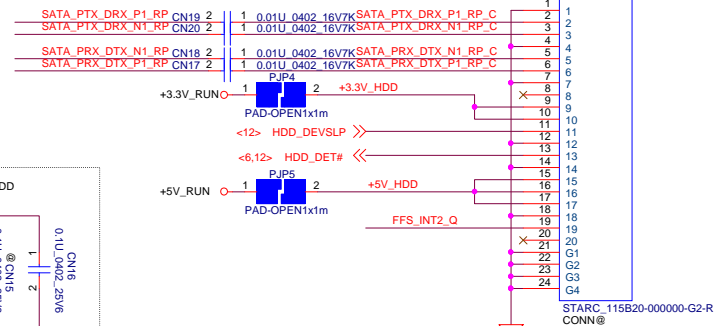 SATA_PTX_DRX_P1_RP CN19 2 1 0.01U_0402_16V7K SATA_PTX_DRX_P1_RP_C
SATA_PTX_DRX_N1_RP CN20 2 1 0.01U_0402_16V7K SATA_PTX_DRX_N1_RP_C
SATA_PRX_DTX_N1_RP CN18 2 1 0.01U_0402_16V7K SATA_PRX_DTX_N1_RP_C
SATA_PRX_DTX_P1_RP CN17 2 1 0.01U_0402_16V7K SATA_PRX_DTX_P1_RP_C
PJP4
+3.3V_RUN 1 2 +3.3V_HDD
PAD-OPEN1x1m
<12> HDD_DEVSLP
<6,12> HDD_DET#
PJP5
+5V_RUN 1 2 +5V_HDD
PAD-OPEN1x1m
FFS_INT2_Q
1 1
2 2
3 3
4 4
5 5
6 6
7 7
8 8
9 9
10 10
11 11
12 12
13 13
14 14
15 15
16 16
17 17
18 18
19 19
20 20
21 G1
22 G2
23 G3
24 G4
STARC_115B20-000000-G2-R
CONN@
DD
CN16
0.1U_0402_25V6
1
2
@CN15